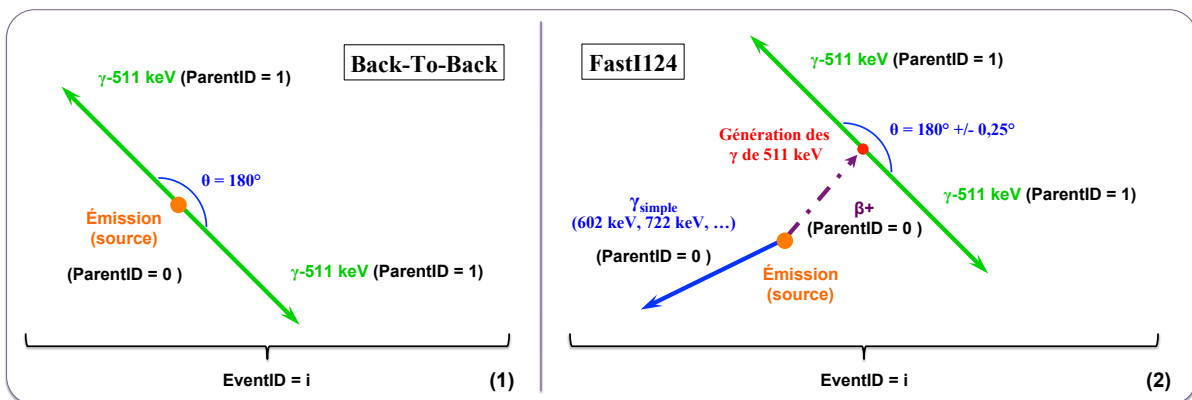 Back-To-Back
γ-511 keV (ParentID = 1)
θ = 180°
Émission
(source)
(ParentID = 0 )
γ-511 keV (ParentID = 1)
EventID = i
(1)
FastI124
γ-511 keV (ParentID = 1)
θ = 180° +/- 0,25°
Génération des
γ de 511 keV
γ-511 keV (ParentID = 1)
γsimple
(602 keV, 722 keV, …)
(ParentID = 0 )
β+
(ParentID = 0 )
Émission
(source)
EventID = i
(2)